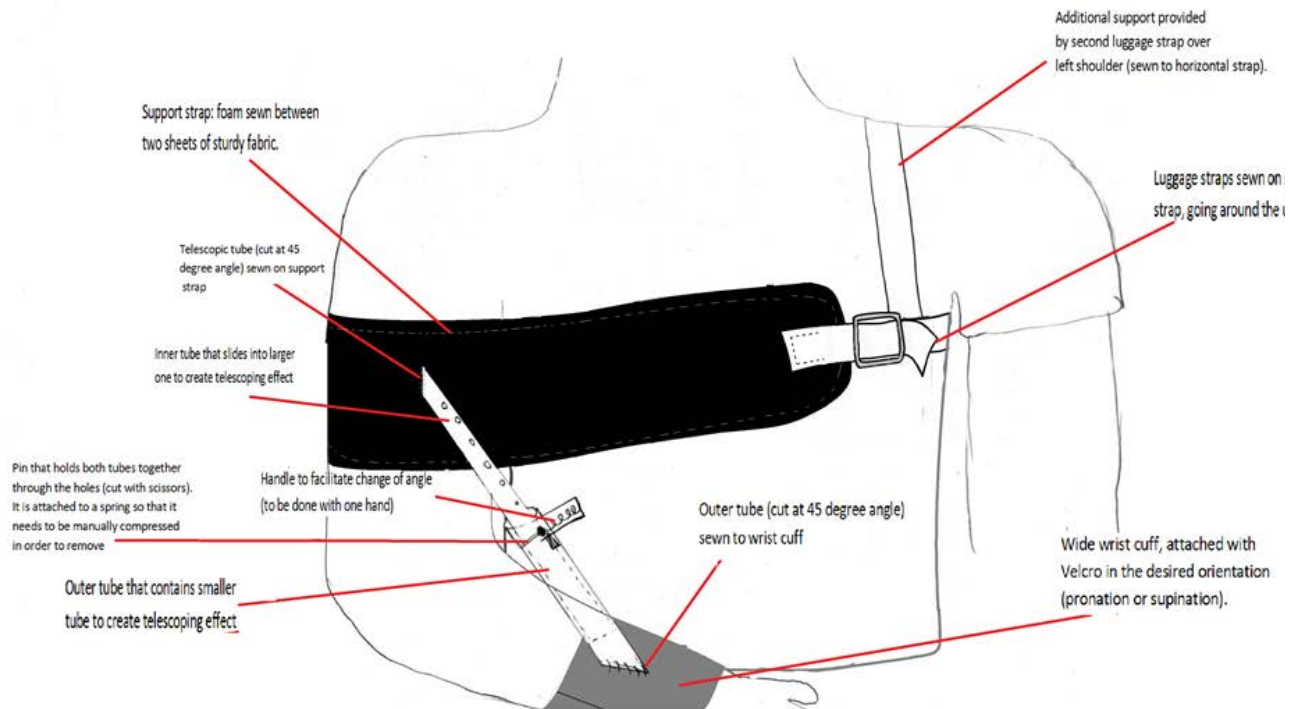 Additional support provided
by second luggage strap over
left shoulder (sewn to horizontal strap).
Support strap: foam sewn between
two sheets of sturdy fabric.
Luggage straps sewn on
strap, going around the
Telescopic tube (cut at 45
degree angle) sewn on support
strap
Inner tube that slides into larger
one to create telescoping effect
Pin that holds both tubes together
through the holes (cut with scissors).
It is attached to a spring so that it
needs to be manually compressed
in order to remove
Handle to facilitate change of angle
(to be done with one hand)
Outer tube (cut at 45 degree angle)
sewn to wrist cuff
Wide wrist cuff, attached with
Velcro in the desired orientation
(pronation or supination).
Outer tube that contains smaller
tube to create telescoping effect